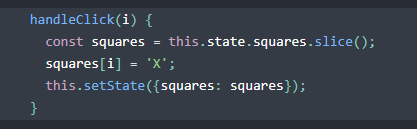 handleClick(i) {
  const squares = this.state.squares.slice();
  squares[i] = 'X';
  this.setState({squares: squares});
}